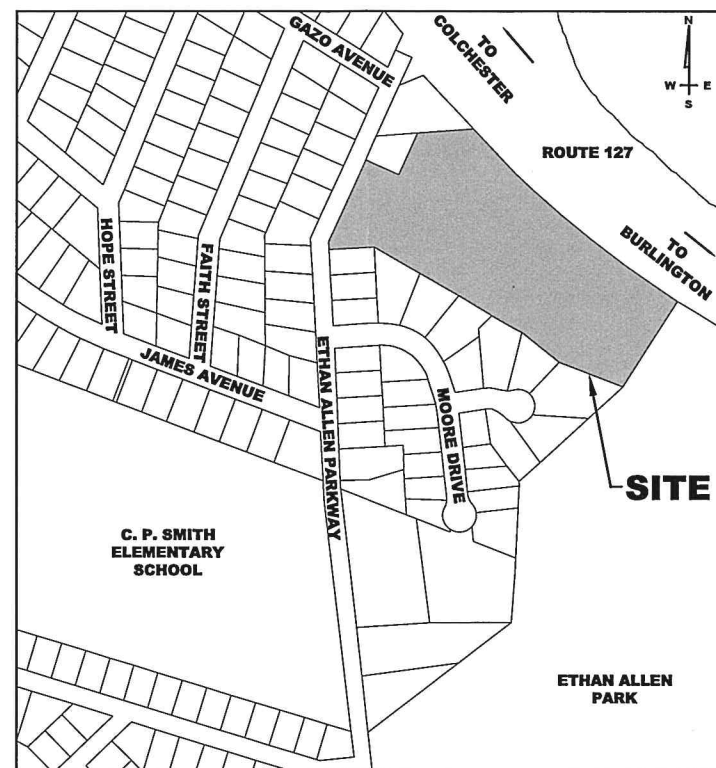 GAZO AVENUE
TO
COLCHESTER
N
W E
S
ROUTE 127
TO
BURLINGTON
HOPE STREET
FAITH STREET
JAMES AVENUE
ETHAN ALLEN PARKWAY
MOORE DRIVE
SITE
C. P. SMITH
ELEMENTARY
SCHOOL
ETHAN ALLEN
PARK